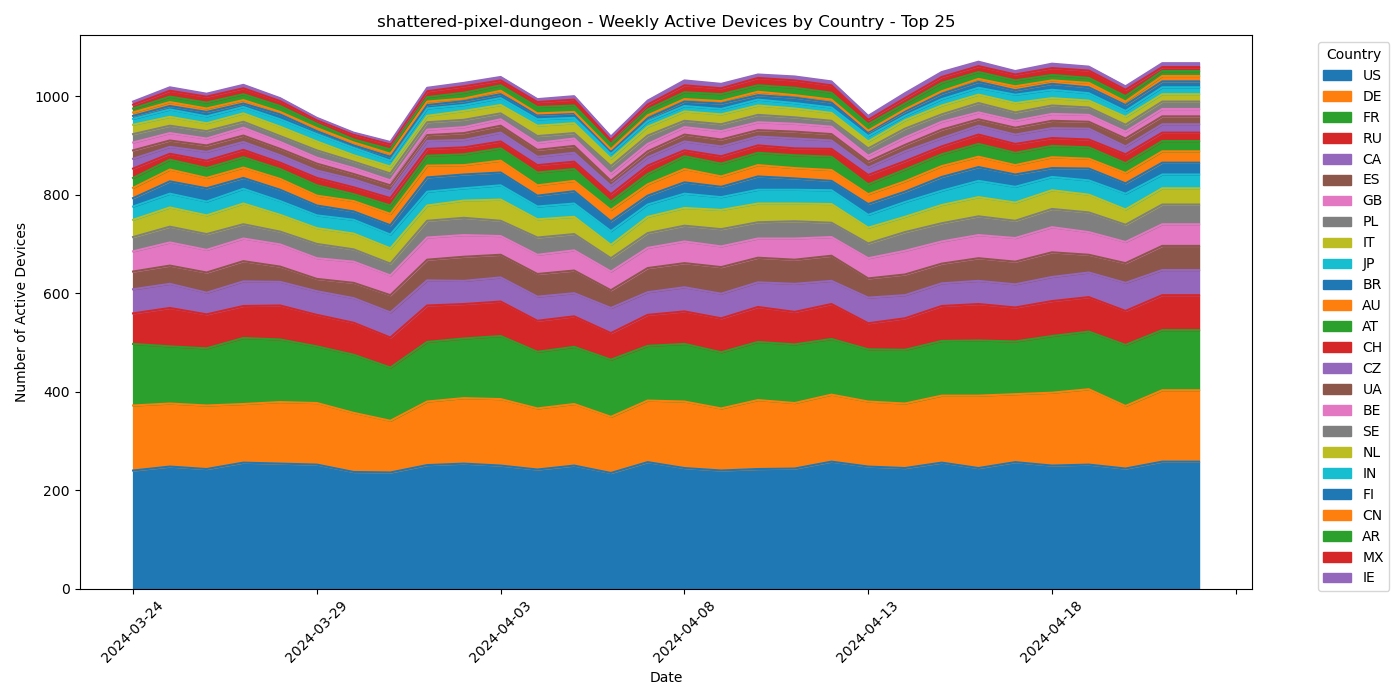 shattered-pixel-dungeon - Weekly Active Devices by Country - Top 25
Number of Active Devices
1000
800
600
400
200
0
2024-03-24
2024-03-29
2024-04-03
2024-04-08
2024-04-13
2024-04-18
Date
Country
US
DE
FR
RU
CA
ES
GB
PL
IT
JP
BR
AU
AT
CH
CZ
UA
BE
SE
NL
IN
FI
CN
AR
MX
IE